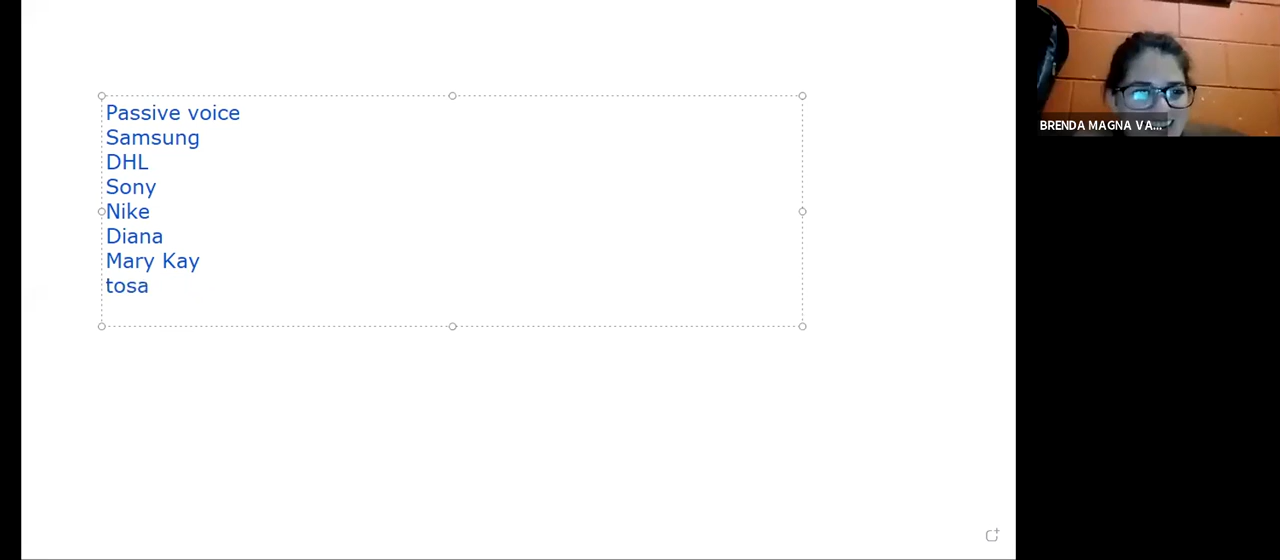 Passive voice
Samsung
DHL
Sony
Nike
Diana
Mary Kay
tosa
BRENDA MAGNA VA...